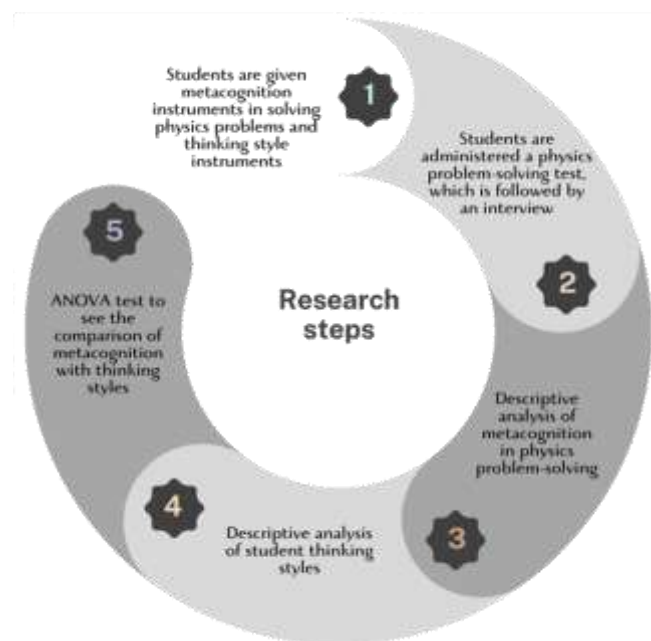 Students are given
metacognition
instruments in solving
physics problems and
thinking style
instruments
1
Students are
administered a physics
problem-solving test,
which is followed by
an interview
2
Research
steps
Descriptive
analysis of
metacognition
in physics
problem-solving
3
Descriptive analysis
of student thinking
styles
4
5
ANOVA test to
see the
comparison of
metacognition
with thinking
styles